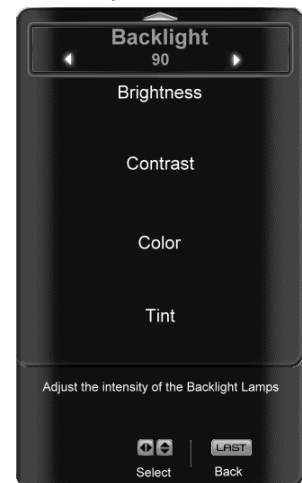 Backlight
90
Brightness
Contrast
Color
Tint
Adjust the intensity of the Backlight Lamps
LAST
Select Back